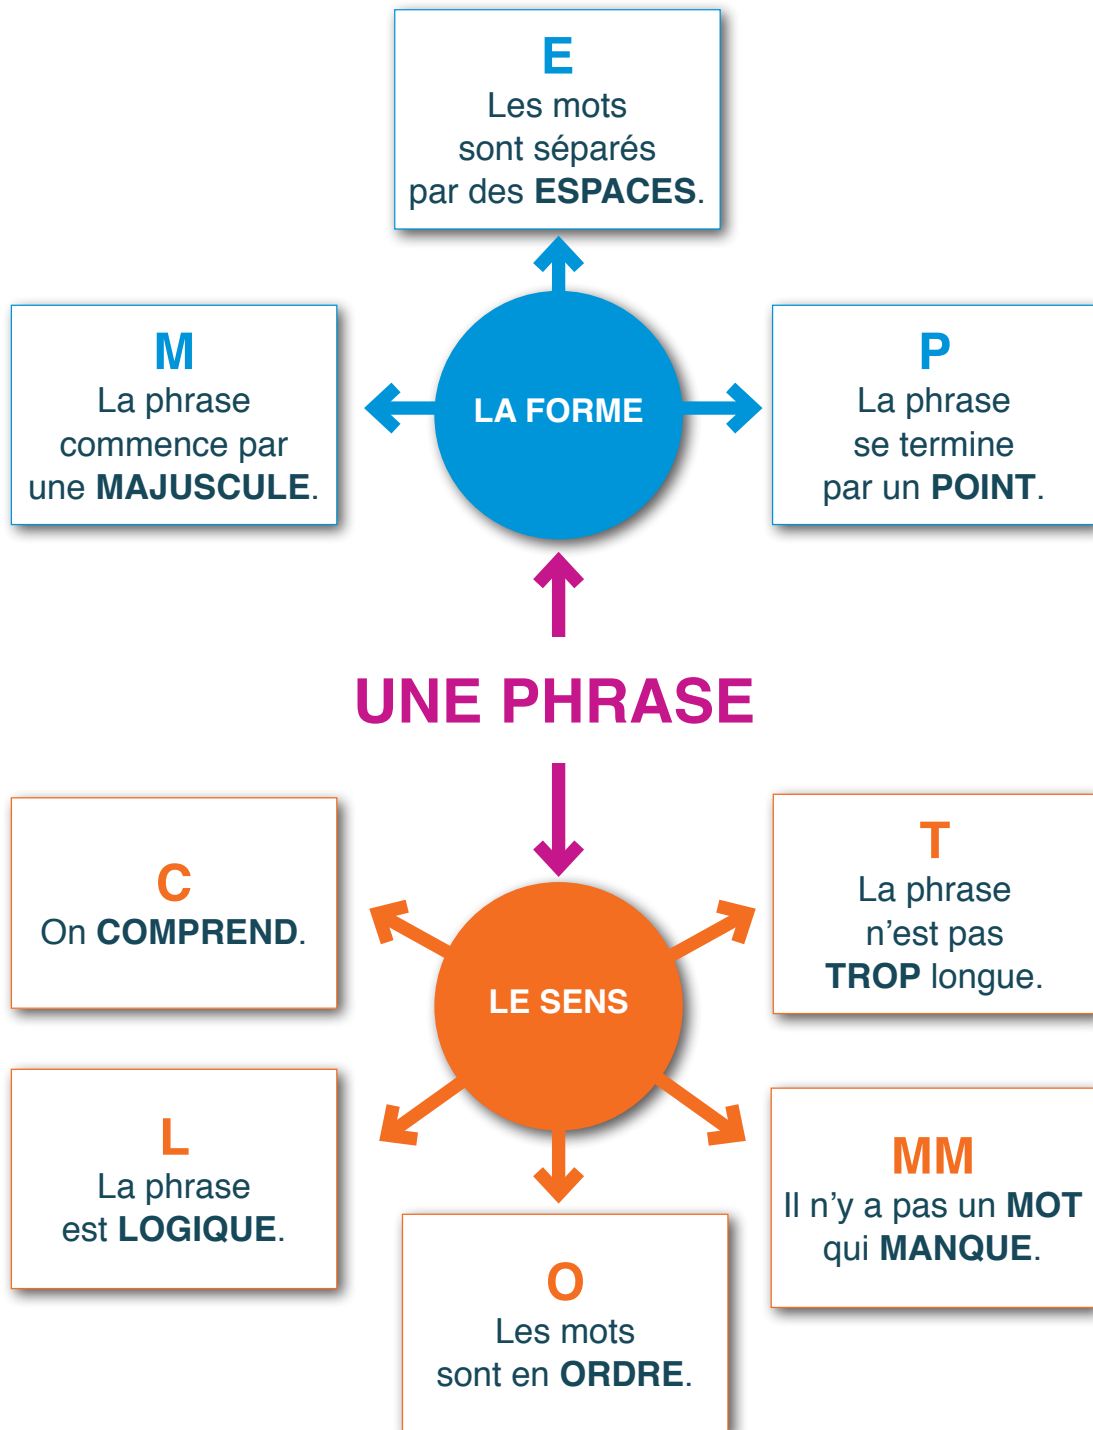 E
Les mots
sont séparés
par des ESPACES.
M
La phrase
commence par
une MAJUSCULE.
LA FORME
P
La phrase
se termine
par un POINT.
UNE PHRASE
C
On COMPREND.
T
La phrase
n'est pas
TROP longue.
LE SENS
L
La phrase
est LOGIQUE.
MM
Il n'y a pas un MOT
qui MANQUE.
O
Les mots
sont en ORDRE.